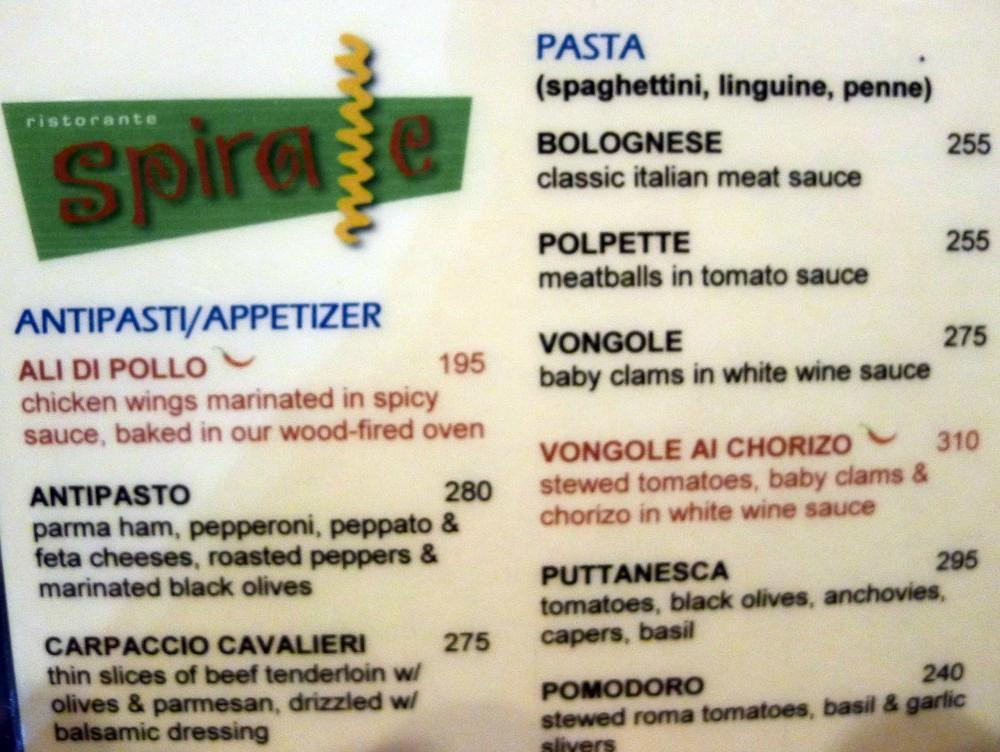 ristorante
Spirale
ANTIPASTI/APPETIZER
ALI DI POLLO 195
chicken wings marinated in spicy
sauce, baked in our wood-fired oven
ANTIPASTO 280
parma ham, pepperoni, peppato &
feta cheeses, roasted peppers &
marinated black olives
CARPACCIO CAVALIERI 275
thin slices of beef tenderloin w/
olives & parmesan, drizzled w/
balsamic dressing
PASTA
(spaghettini, linguine, penne)
BOLOGNESE 255
classic italian meat sauce
POLPETTE 255
meatballs in tomato sauce
VONGOLE 275
baby clams in white wine sauce
VONGOLE AI CHORIZO 310
stewed tomatoes, baby clams &
chorizo in white wine sauce
PUTTANESCA 295
tomatoes, black olives, anchovies,
capers, basil
POMODORO 240
stewed roma tomatoes, basil & garlic
slivers